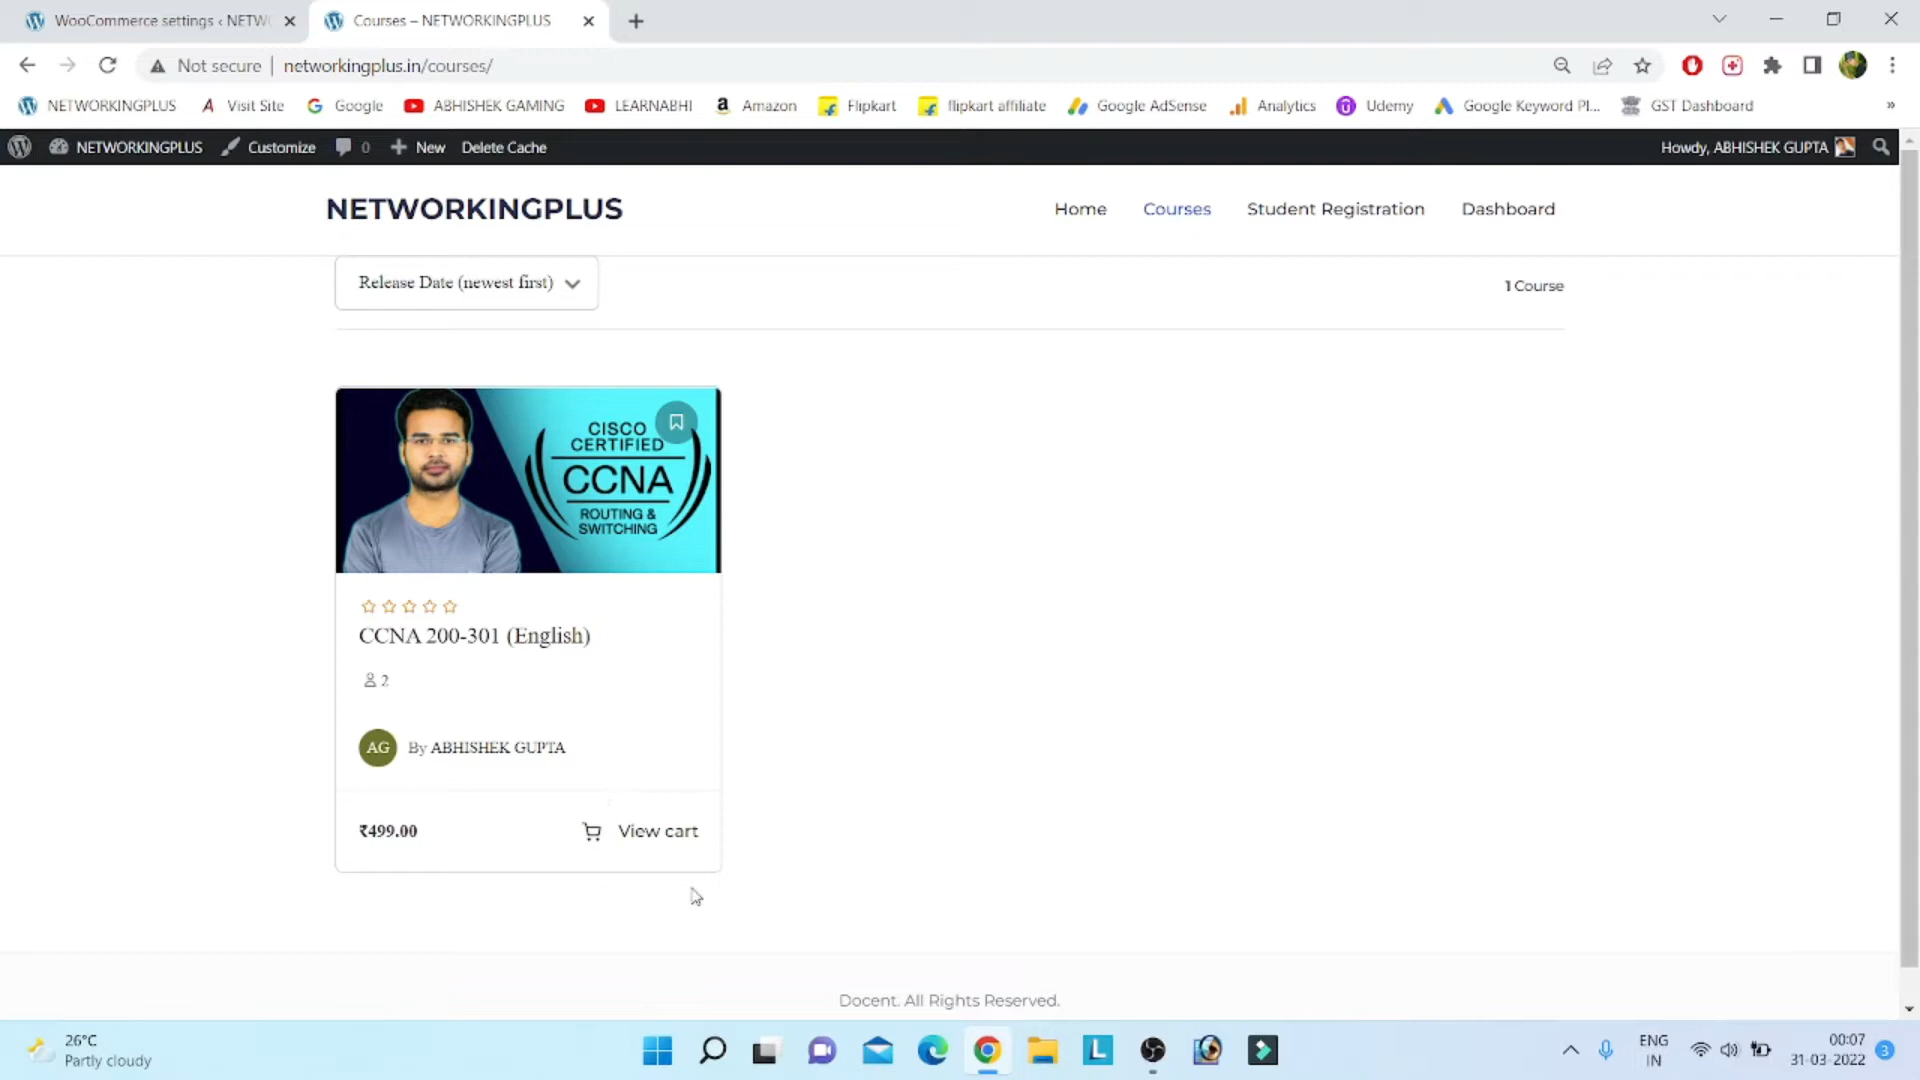 WooCommerce settings ‹ NETW
Courses – NETWORKINGPLUS
Not secure
networkingplus.in/courses/
NETWORKINGPLUS
Visit Site
Google
ABHISHEK GAMING
LEARNABHI
Amazon
Flipkart
flipkart affiliate
Google AdSense
Analytics
Udemy
Google Keyword Pl...
GST Dashboard
»
NETWORKINGPLUS
Customize
0
New
Delete Cache
Howdy, ABHISHEK GUPTA
NETWORKINGPLUS
Home
Courses
Student Registration
Dashboard
Release Date (newest first)
1 Course
CISCO
CERTIFIED
CCNA
ROUTING &
SWITCHING
CCNA 200-301 (English)
2
AG
By ABHISHEK GUPTA
₹499.00
View cart
Docent. All Rights Reserved.
26°C
Partly cloudy
L
ENG
IN
00:07
31-03-2022
3